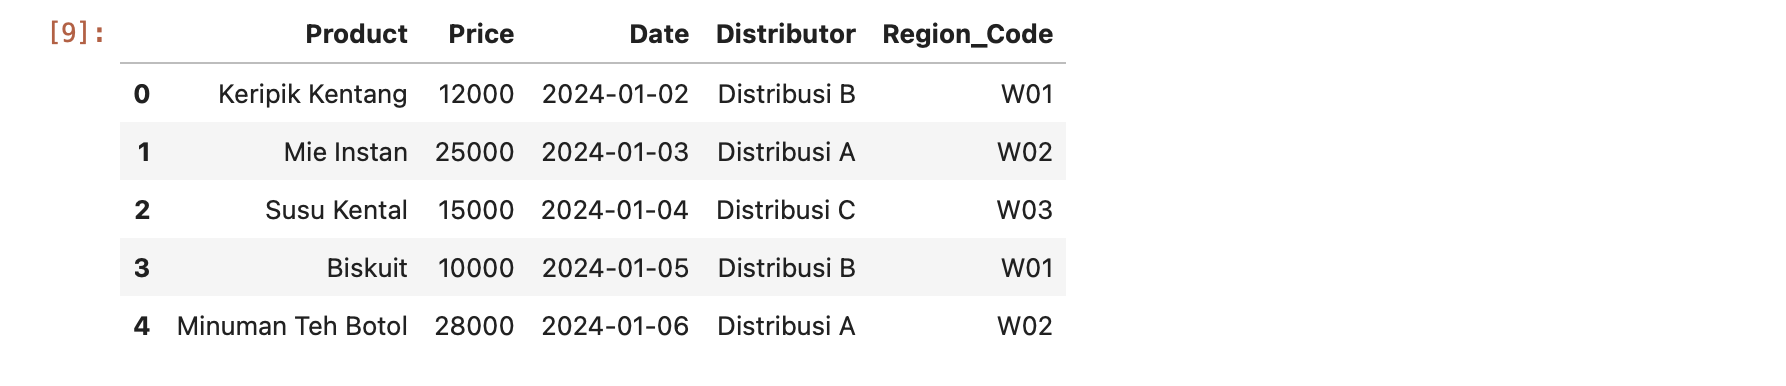 [9]: Product Price Date Distributor Region_Code
0 Keripik Kentang 12000 2024-01-02 Distribusi B W01
1 Mie Instan 25000 2024-01-03 Distribusi A W02
2 Susu Kental 15000 2024-01-04 Distribusi C W03
3 Biskuit 10000 2024-01-05 Distribusi B W01
4 Minuman Teh Botol 28000 2024-01-06 Distribusi A W02